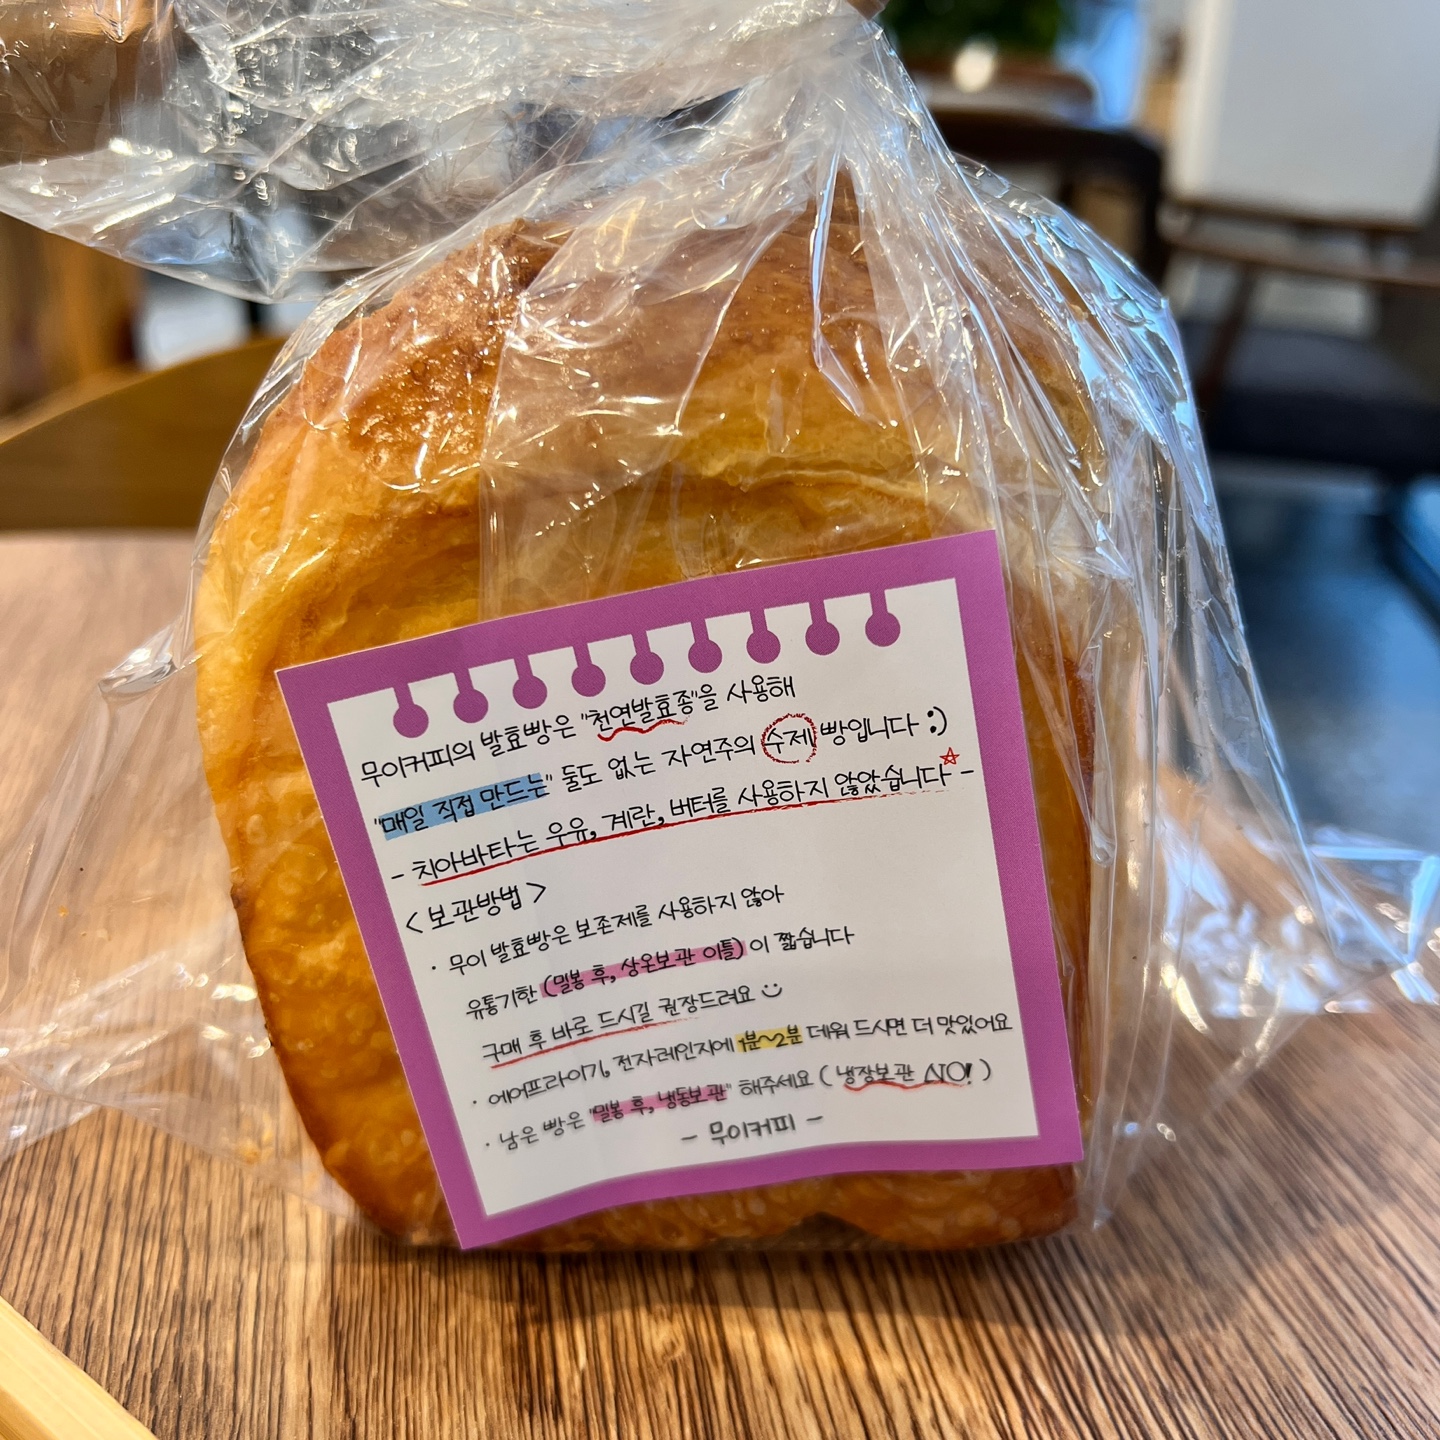 무이커피의 발효빵은 "천연발효종"을 사용해
"매일 직접 만드는" 둘도 없는 자연주의 수제 빵입니다 :)
- 치아바타는 우유, 계란, 버터를 사용하지 않았습니다☆ -
< 보관방법 >
· 무이 발효빵은 보존제를 사용하지 않아
유통기한 (밀봉 후, 상온보관 이틀) 이 짧습니다
구매 후 바로 드시길 권장드려요 ☺
· 에어프라이기, 전자레인지에 1분~2분 데워 드시면 더 맛있어요
· 남은 빵은 "밀봉 후, 냉동보관" 해주세요 ( 냉장보관 NO! )
- 무이커피 -